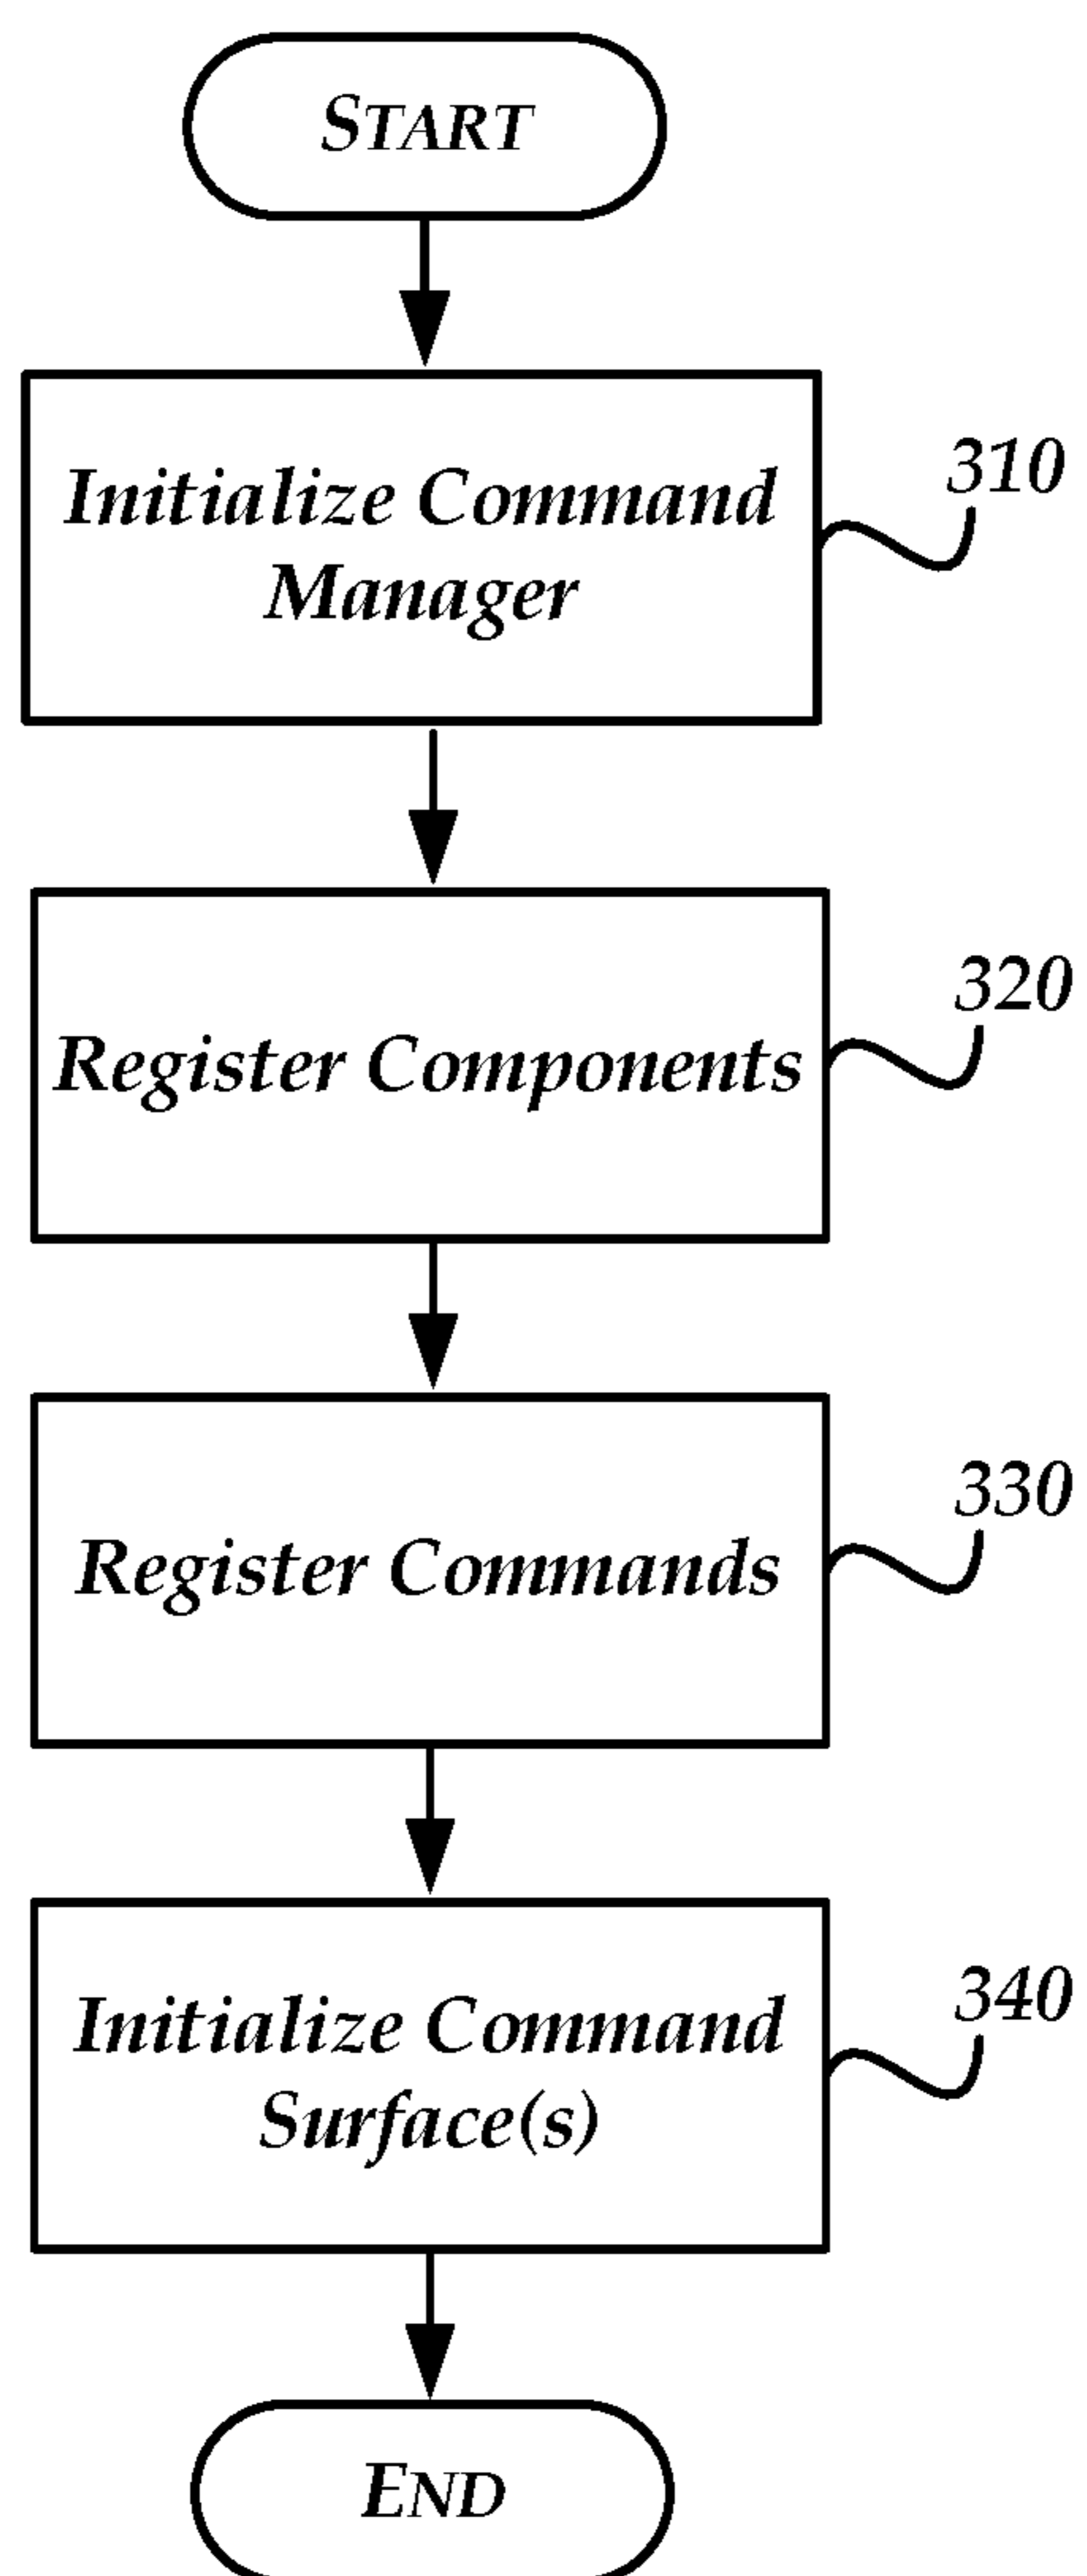 START
Initialize Command
Manager
310
Register Components
320
Register Commands
330
Initialize Command
Surface(s)
340
END